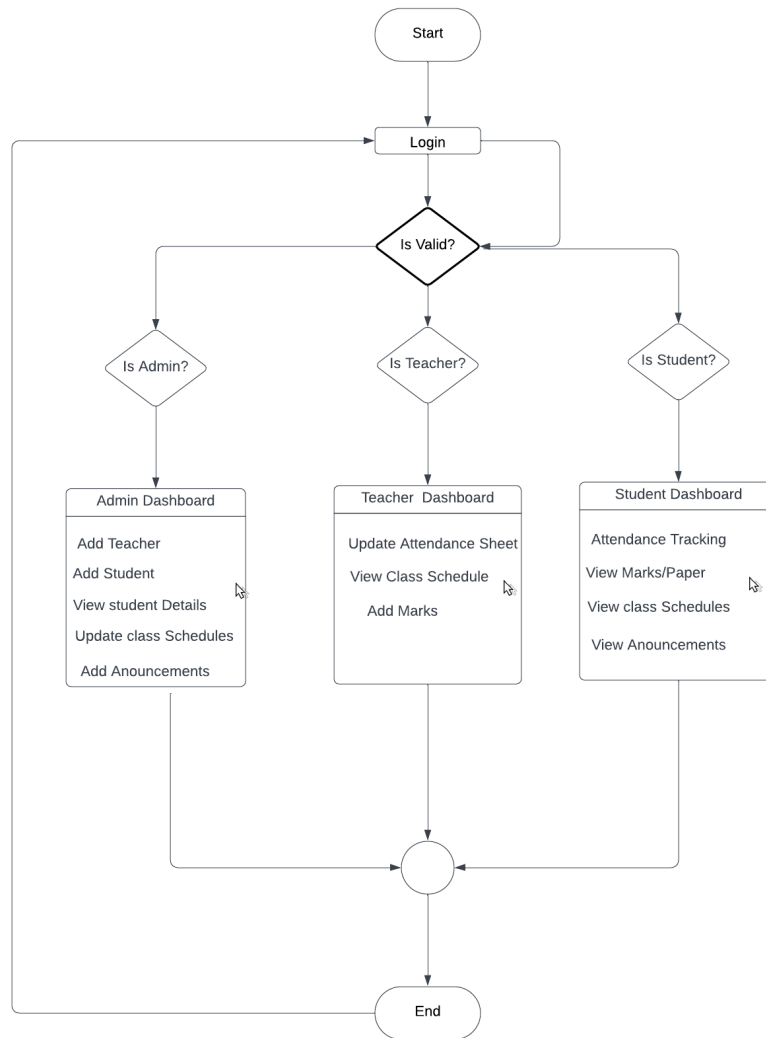 Start
Login
Is Valid?
Is Admin?
Is Teacher?
Is Student?
Admin Dashboard
Add Teacher
Add Student
View student Details
Update class Schedules
Add Anouncements
Teacher Dashboard
Update Attendance Sheet
View Class Schedule
Add Marks
Student Dashboard
Attendance Tracking
View Marks/Paper
View class Schedules
View Anouncements
End